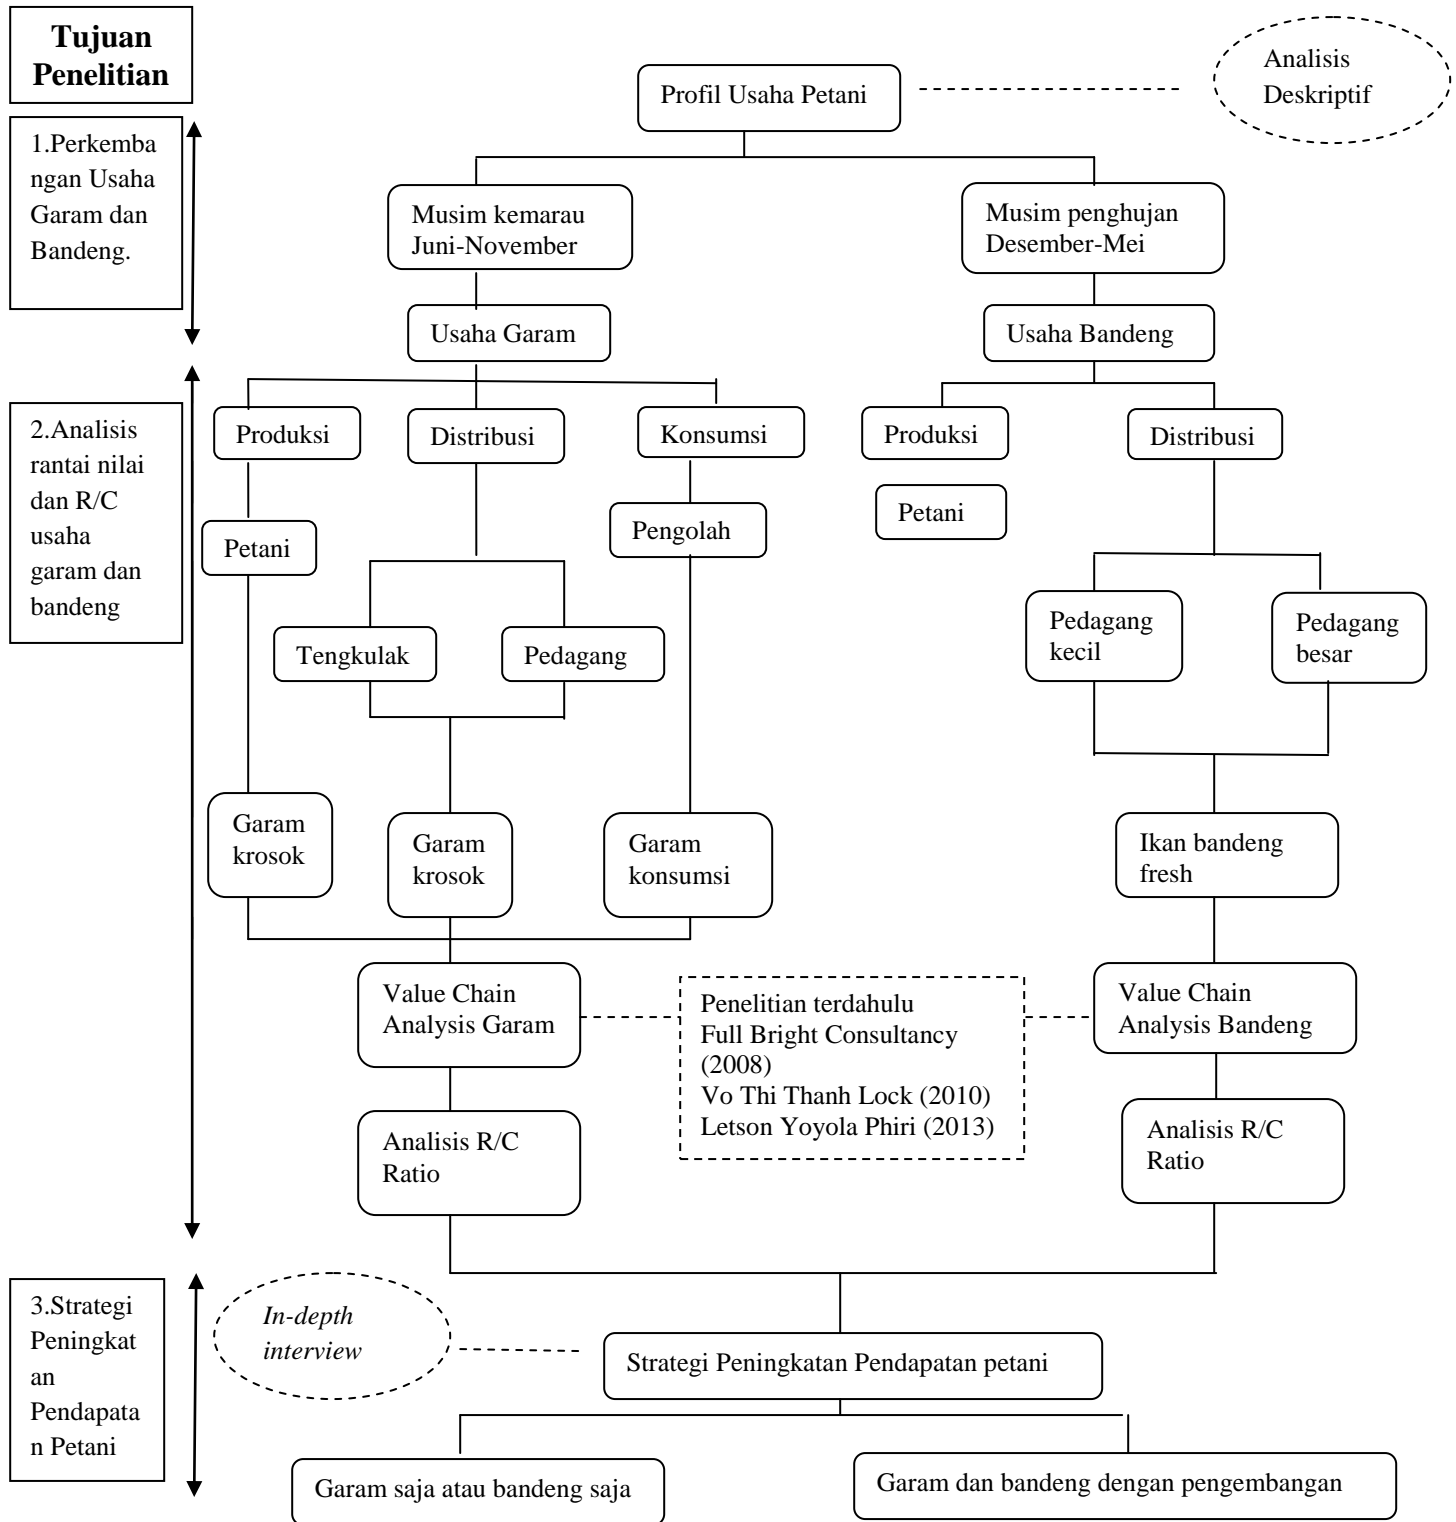 Tujuan
Penelitian
Analisis
Deskriptif
Profil Usaha Petani
1.Perkemba
ngan Usaha
Garam dan
Bandeng.
Musim kemarau
Juni-November
Musim penghujan
Desember-Mei
Usaha Garam
Usaha Bandeng
2.Analisis
rantai nilai
dan R/C
usaha
garam dan
bandeng
Produksi
Distribusi
Konsumsi
Produksi
Distribusi
Petani
Pengolah
Petani
Tengkulak
Pedagang
Pedagang
kecil
Pedagang
besar
Garam
krosok
Garam
krosok
Garam
konsumsi
Ikan bandeng
fresh
Value Chain
Analysis Garam
Penelitian terdahulu
Full Bright Consultancy
(2008)
Vo Thi Thanh Lock (2010)
Letson Yoyola Phiri (2013)
Value Chain
Analysis Bandeng
Analisis R/C
Ratio
Analisis R/C
Ratio
3.Strategi
Peningkat
an
Pendapata
n Petani
In-depth
interview
Strategi Peningkatan Pendapatan petani
Garam saja atau bandeng saja
Garam dan bandeng dengan pengembangan